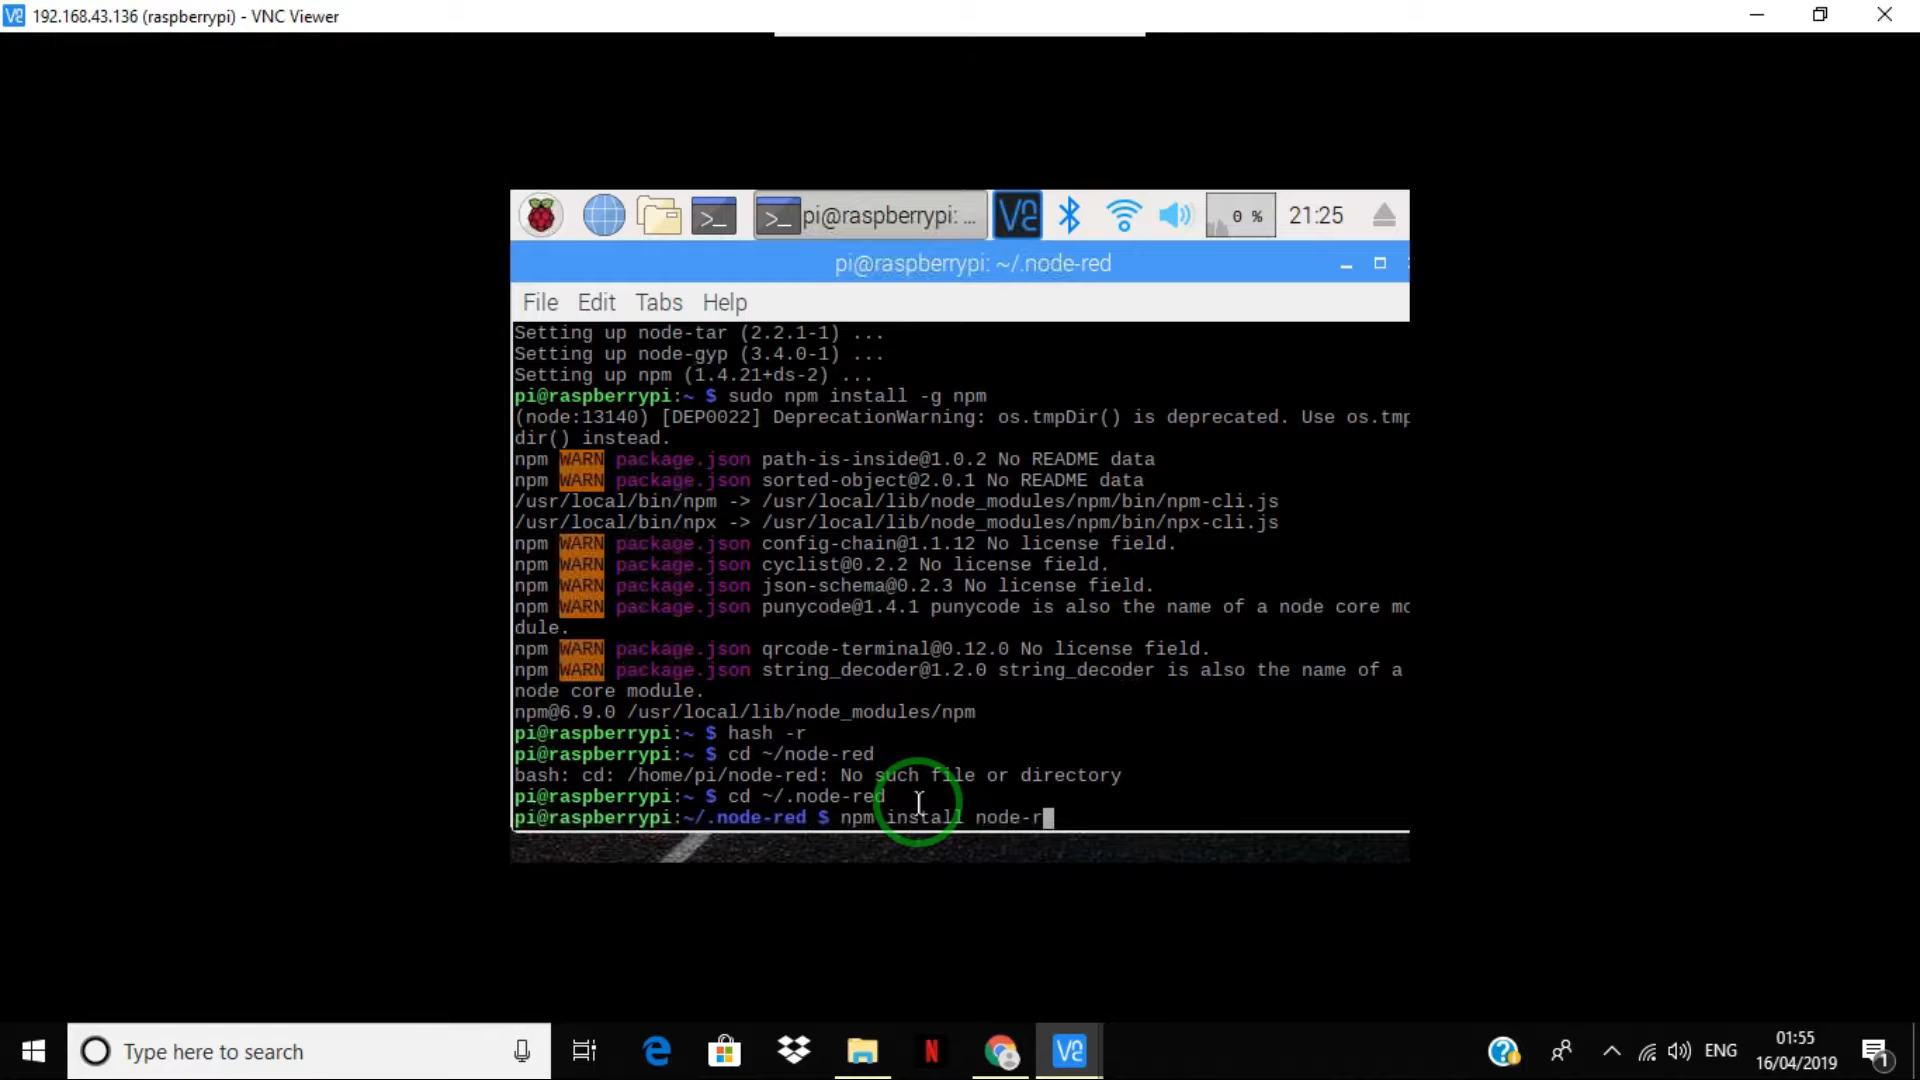 192.168.43.136 (raspberrypi) - VNC Viewer
pi@raspberrypi: ...
0 %
21:25
pi@raspberrypi: ~/.node-red
File Edit Tabs Help
Setting up node-tar (2.2.1-1) ...
Setting up node-gyp (3.4.0-1) ...
Setting up npm (1.4.21+ds-2) ...
pi@raspberrypi:~ $ sudo npm install -g npm
(node:13140) [DEP0022] DeprecationWarning: os.tmpDir() is deprecated. Use os.tmp
dir() instead.
npm WARN package.json path-is-inside@1.0.2 No README data
npm WARN package.json sorted-object@2.0.1 No README data
/usr/local/bin/npm -> /usr/local/lib/node_modules/npm/bin/npm-cli.js
/usr/local/bin/npx -> /usr/local/lib/node_modules/npm/bin/npx-cli.js
npm WARN package.json config-chain@1.1.12 No license field.
npm WARN package.json cyclist@0.2.2 No license field.
npm WARN package.json json-schema@0.2.3 No license field.
npm WARN package.json punycode@1.4.1 punycode is also the name of a node core mo
dule.
npm WARN package.json qrcode-terminal@0.12.0 No license field.
npm WARN package.json string_decoder@1.2.0 string_decoder is also the name of a
node core module.
npm@6.9.0 /usr/local/lib/node_modules/npm
pi@raspberrypi:~ $ hash -r
pi@raspberrypi:~ $ cd ~/node-red
bash: cd: /home/pi/node-red: No such file or directory
pi@raspberrypi:~ $ cd ~/.node-red
pi@raspberrypi:~/.node-red $ npm install node-r
Type here to search
ENG
01:55
16/04/2019
1